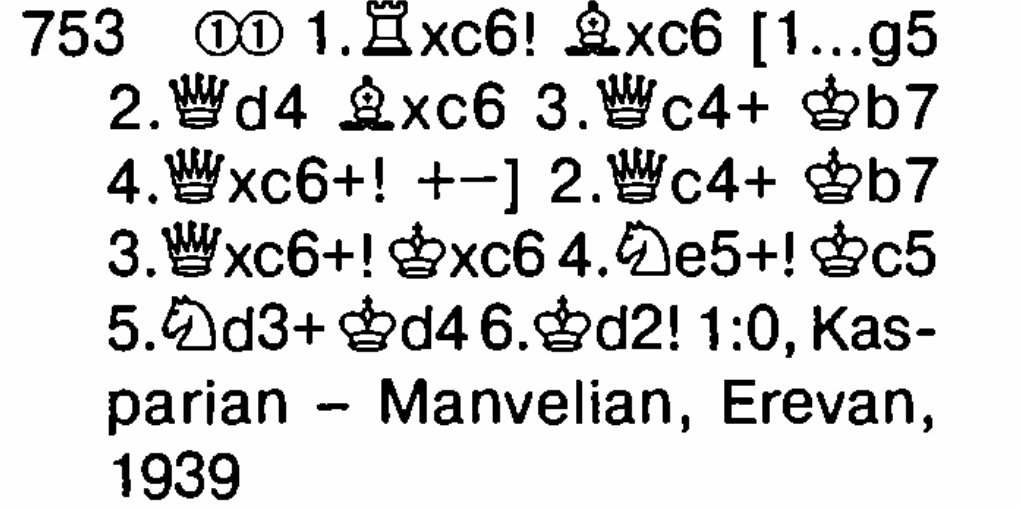 753 ①① 1.♖xc6! ♗xc6 [1...g5
2.♕d4 ♗xc6 3.♕c4+ ♔b7
4.♕xc6+! +−] 2.♕c4+ ♔b7
3.♕xc6+! ♔xc6 4.♘e5+! ♔c5
5.♘d3+ ♔d4 6.♔d2! 1:0, Kas-
parian – Manvelian, Erevan,
1939